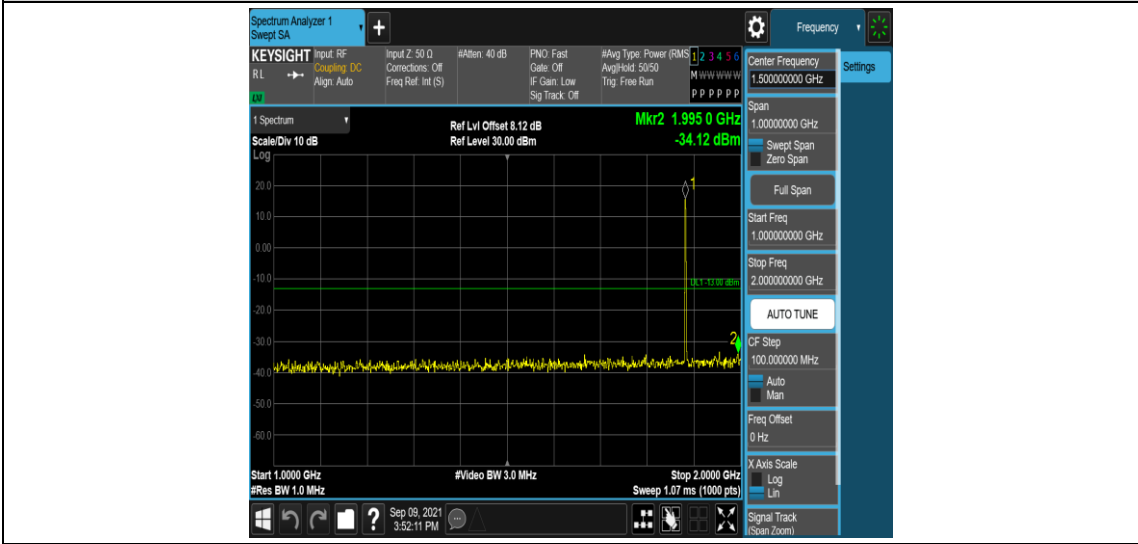 Spectrum Analyzer 1
Swept SA
+
Frequency
KEYSIGHT
RL
LM
Input: RF
Coupling: DC
Align: Auto
Input Z: 50 Ω
Corrections: Off
Freq Ref: Int (S)
#Atten: 40 dB
PNO: Fast
Gate: Off
IF Gain: Low
Sig Track: Off
#Avg Type: Power (RMS
Avg|Hold: 50/50
Trig: Free Run
1 2 3 4 5 6
M W W W W W
P P P P P P
1 Spectrum
Scale/Div 10 dB
Log
Ref Lvl Offset 8.12 dB
Ref Level 30.00 dBm
Mkr2 1.995 0 GHz
-34.12 dBm
20.0
10.0
0.00
-10.0
-20.0
-30.0
-40.0
-50.0
-60.0
1
DL1 -13.00 dBm
2
Start 1.0000 GHz
#Res BW 1.0 MHz
#Video BW 3.0 MHz
Stop 2.0000 GHz
Sweep 1.07 ms (1000 pts)
?
Sep 09, 2021
3:52:11 PM
Center Frequency
1.500000000 GHz
Span
1.00000000 GHz
Swept Span
Zero Span
Full Span
Start Freq
1.000000000 GHz
Stop Freq
2.000000000 GHz
AUTO TUNE
CF Step
100.000000 MHz
Auto
Man
Freq Offset
0 Hz
X Axis Scale
Log
Lin
Signal Track
(Span Zoom)
Settings